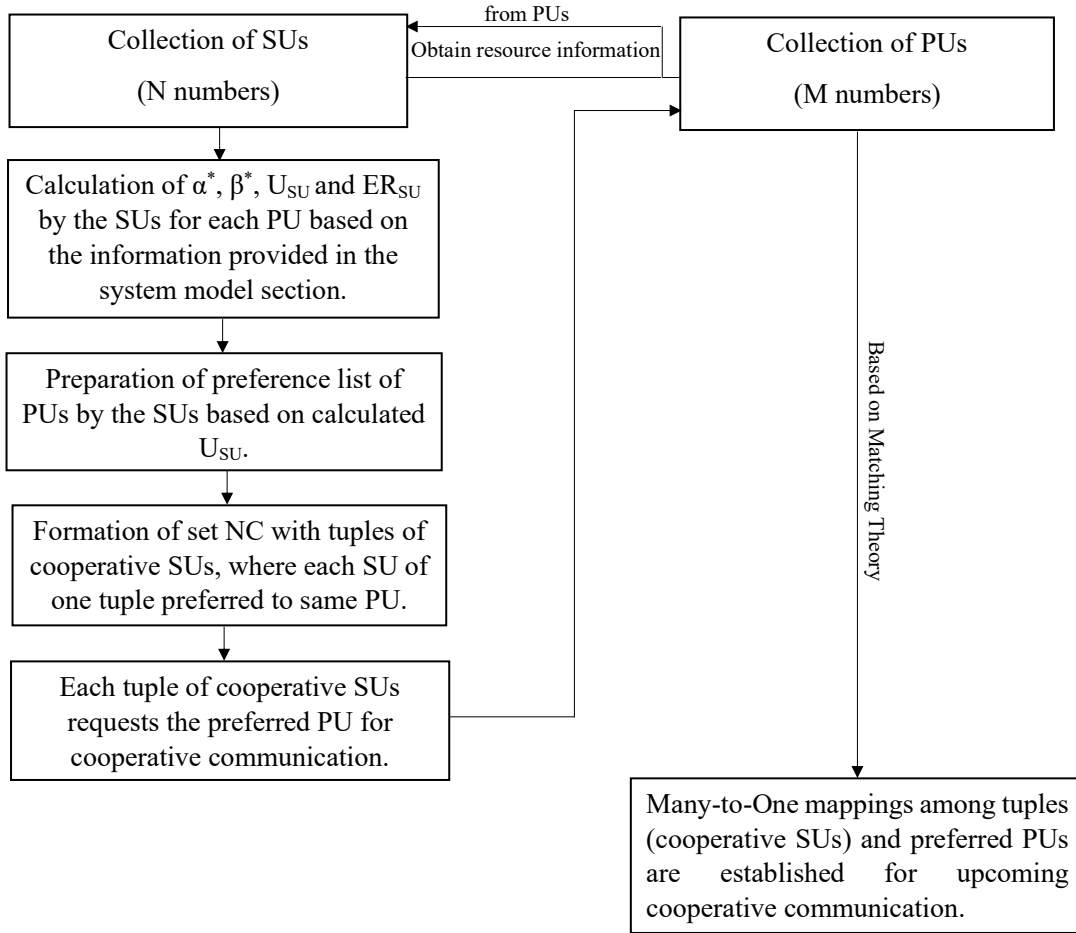 Collection of SUs
(N numbers)
from PUs
Obtain resource information
Collection of PUs
(M numbers)
Calculation of α*, β*, U_SU and ER_SU
by the SUs for each PU based on
the information provided in the
system model section.
Preparation of preference list of
PUs by the SUs based on calculated
U_SU.
Formation of set NC with tuples of
cooperative SUs, where each SU of
one tuple preferred to same PU.
Each tuple of cooperative SUs
requests the preferred PU for
cooperative communication.
Based on Matching Theory
Many-to-One mappings among tuples
(cooperative SUs) and preferred PUs
are established for upcoming
cooperative communication.